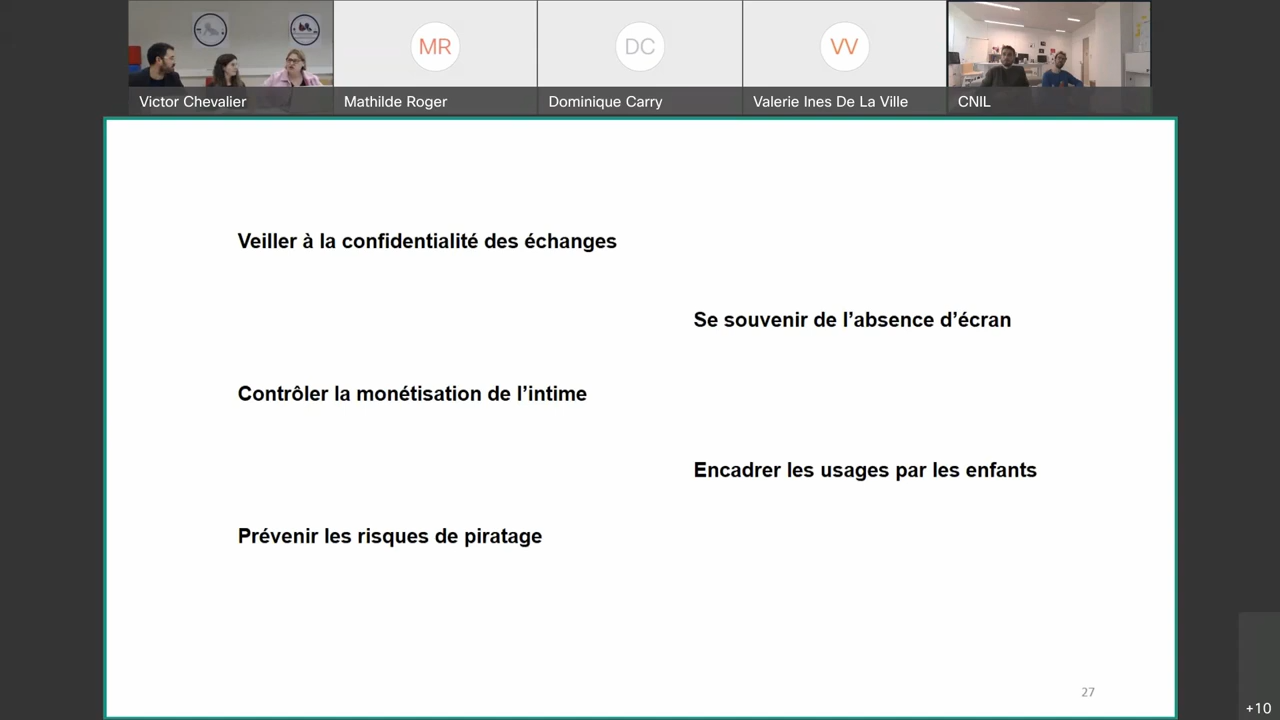 MR
DC
VV
Victor Chevalier
Mathilde Roger
Dominique Carry
Valerie Ines De La Ville
CNIL
Veiller à la confidentialité des échanges
Se souvenir de l’absence d’écran
Contrôler la monétisation de l’intime
Encadrer les usages par les enfants
Prévenir les risques de piratage
27
+10